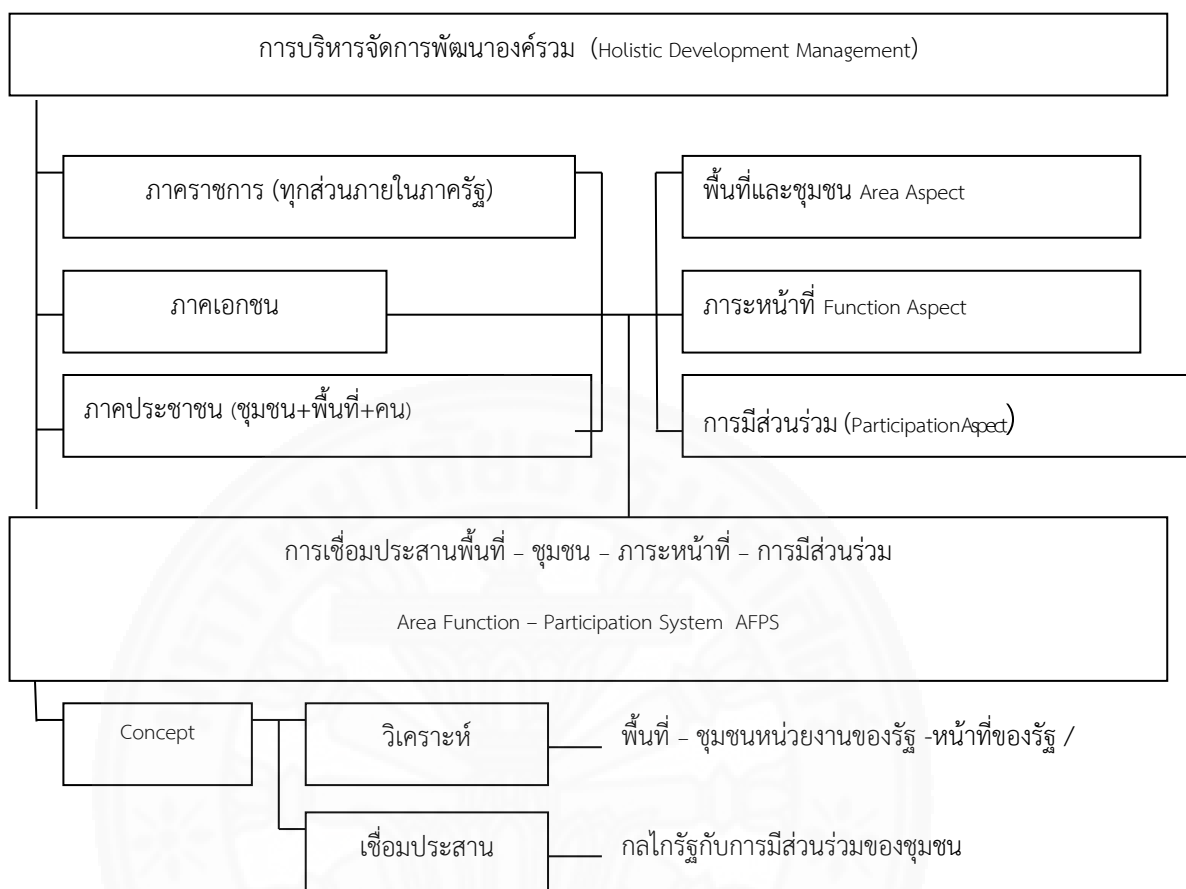 การบริหารจัดการพัฒนาองค์รวม (Holistic Development Management)
ภาคราชการ (ทุกส่วนภายในภาครัฐ)
พื้นที่และชุมชน Area Aspect
ภาคเอกชน
ภาระหน้าที่ Function Aspect
ภาคประชาชน (ชุมชน+พื้นที่+คน)
การมีส่วนร่วม (Participation Aspect)
การเชื่อมประสานพื้นที่ – ชุมชน – ภาระหน้าที่ – การมีส่วนร่วม
Area Function – Participation System AFPS
Concept
วิเคราะห์
พื้นที่ – ชุมชนหน่วยงานของรัฐ -หน้าที่ของรัฐ /
เชื่อมประสาน
กลไกรัฐกับการมีส่วนร่วมของชุมชน